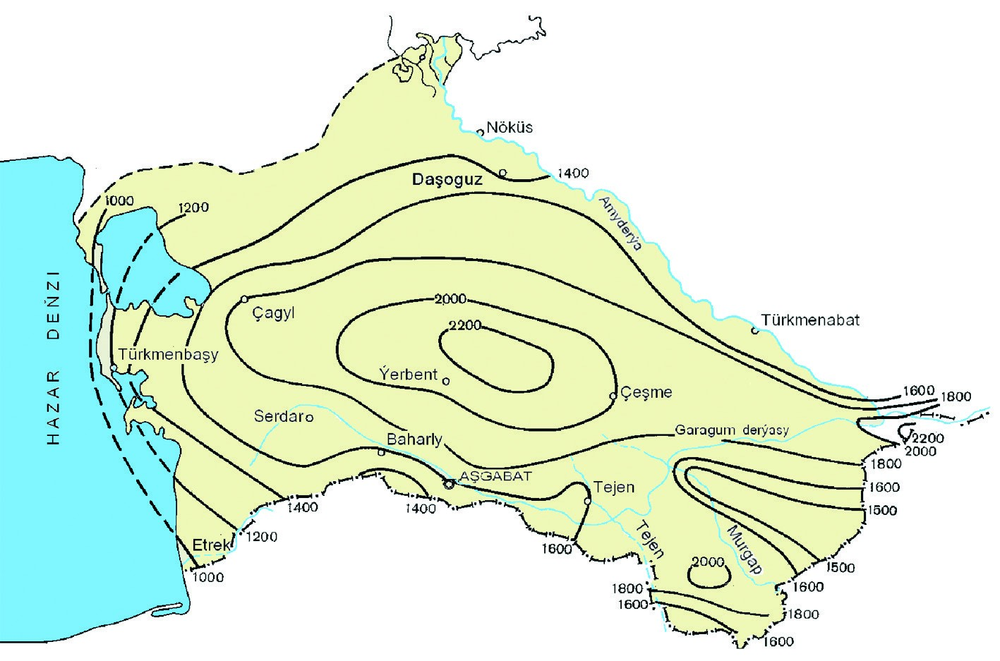 Nöküs
Daşoguz
1400
1000
1200
Amyderýa
HAZAR DEŇZI
2000
Çagyl
2200
Türkmenabat
Türkmenbaşy
Ýerbent
Çeşme
1600
1800
Serdar
Garagum derýasy
Baharly
2200
2000
1800
AŞGABAT
Tejen
1600
1400
1400
1500
Tejen
Murgap
1200
Etrek
1600
2000
1500
1000
1600
1800
1600
1800
1600